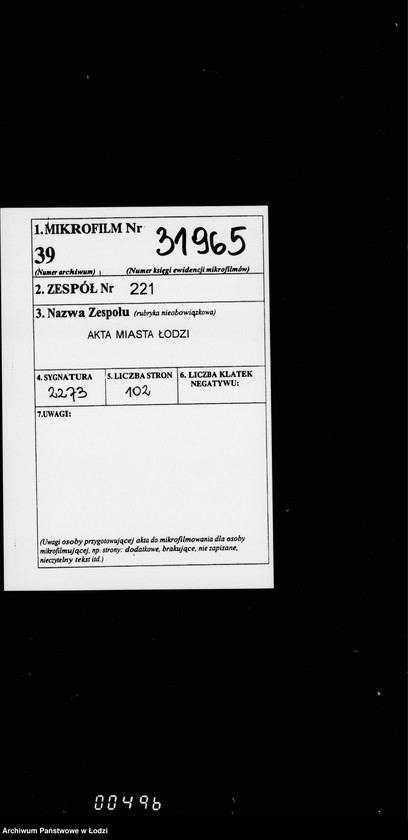 1.MIKROFILM Nr 31965
39
(Numer archiwum) (Numer księgi ewidencji mikrofilmów)
2. ZESPÓŁ Nr 221
3. Nazwa Zespołu (rubryka nieobowiązkowa)
AKTA MIASTA ŁODZI
4. SYGNATURA 5. LICZBA STRON 6. LICZBA KLATEK
NEGATYWU:
2273 102
7.UWAGI:
(Uwagi osoby przygotowującej akta do mikrofilmowania dla osoby
mikrofilmującej, np. strony: dodatkowe, brakujące, nie zapisane,
nieczytelny tekst itd.)
00496
Archiwum Państwowe w Łodzi